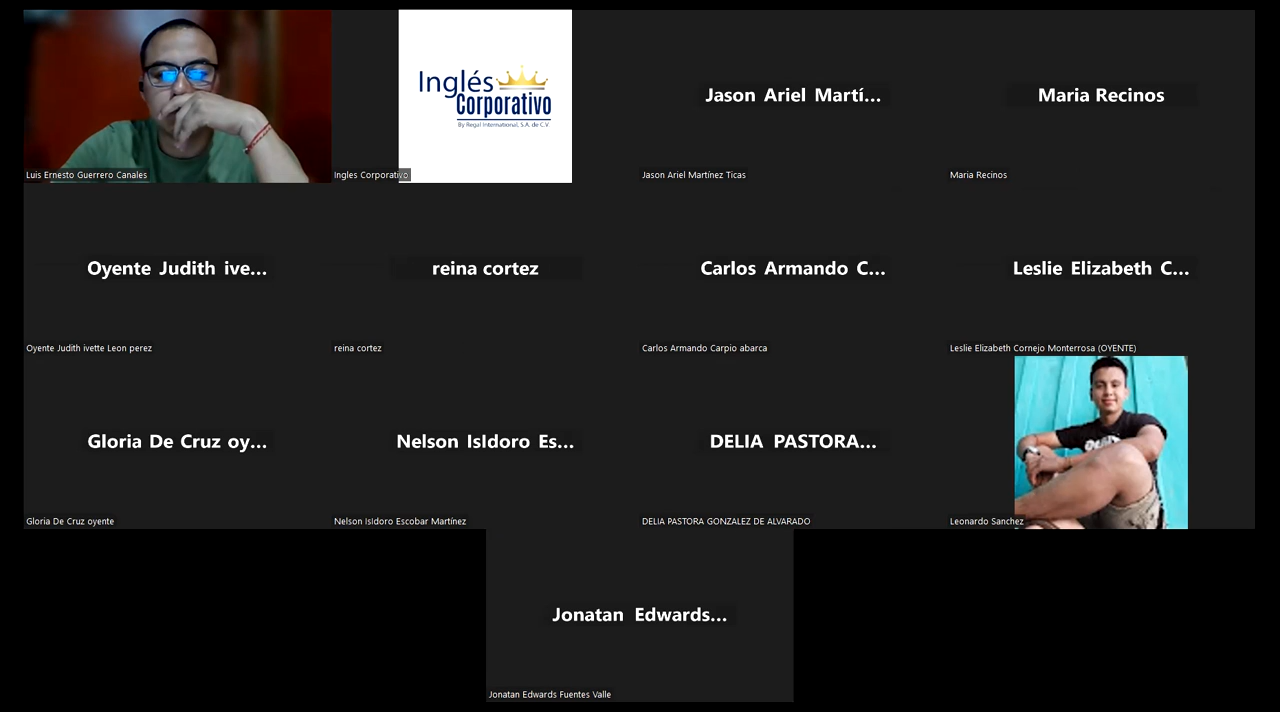 Inglés
Corporativo
By Regal International, S.A. de C.V.
Jason Ariel Martí...
Maria Recinos
Luis Ernesto Guerrero Canales
Ingles Corporativo
Jason Ariel Martínez Ticas
Maria Recinos
Oyente Judith ive...
reina cortez
Carlos Armando C...
Leslie Elizabeth C...
Oyente Judith ivette Leon perez
reina cortez
Carlos Armando Carpio abarca
Leslie Elizabeth Cornejo Monterrosa (OYENTE)
Gloria De Cruz oy...
Nelson IsIdoro Es...
DELIA PASTORA...
Gloria De Cruz oyente
Nelson IsIdoro Escobar Martínez
DELIA PASTORA GONZALEZ DE ALVARADO
Leonardo Sanchez
Jonatan Edwards...
Jonatan Edwards Fuentes Valle